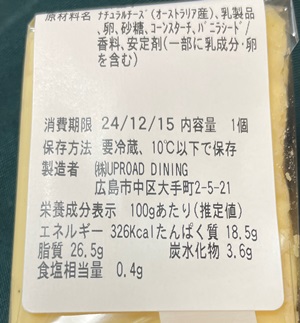 原材料名 ナチュラルチーズ(オーストラリア産)、乳製品
、卵、砂糖、コーンスターチ、バニラシード/
香料、安定剤(一部に乳成分・卵
を含む)
消費期限 24/12/15 内容量 1個
保存方法 要冷蔵、10℃以下で保存
製造者 ㈱UPROAD DINING
広島市中区大手町2-5-21
栄養成分表示 100gあたり(推定値)
エネルギー 326Kcalたんぱく質 18.5g
脂質 26.5g 炭水化物 3.6g
食塩相当量 0.4g